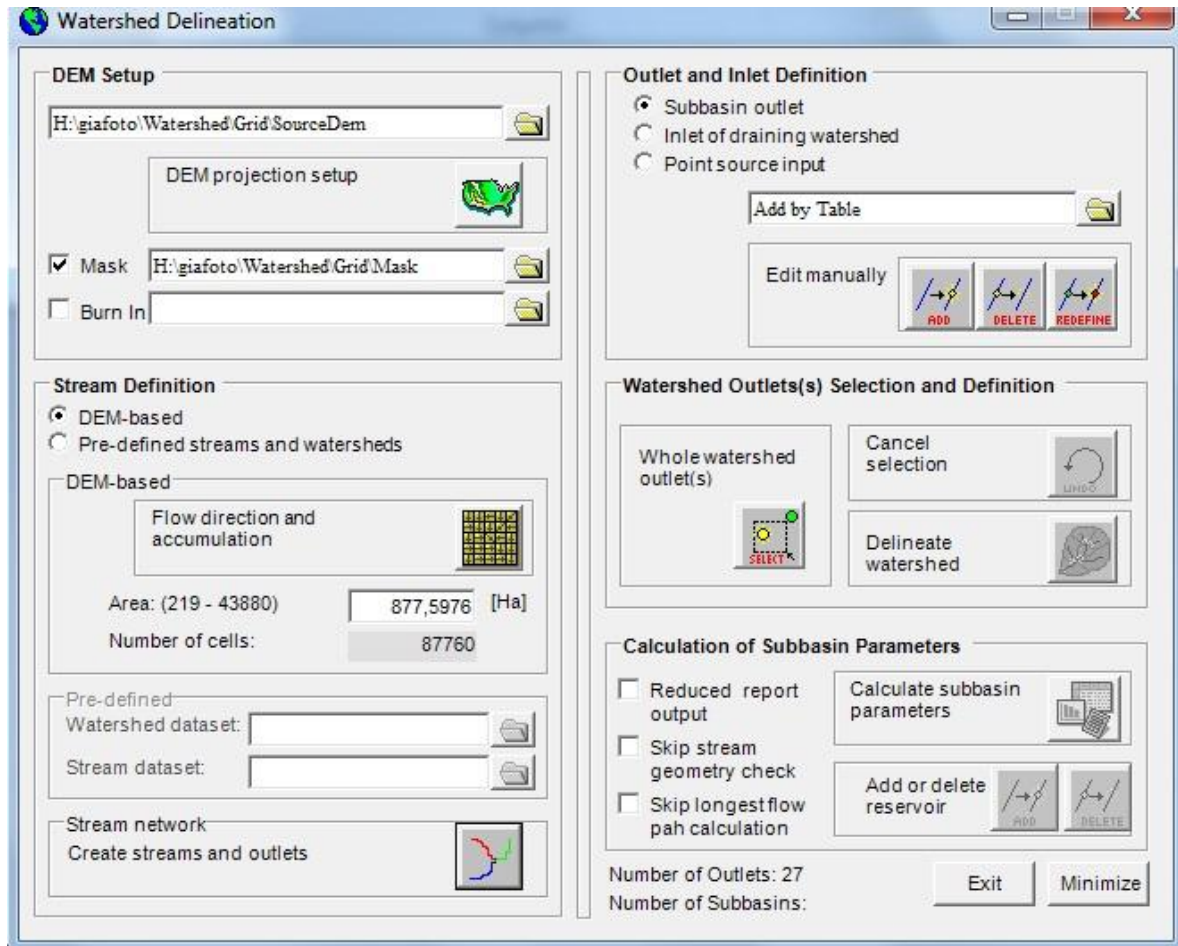 Watershed Delineation
DEM Setup
H:\giafoto\Watershed\Grid\SourceDem
DEM projection setup
Mask
H:\giafoto\Watershed\Grid\Mask
Burn In
Stream Definition
DEM-based
Pre-defined streams and watersheds
DEM-based
Flow direction and
accumulation
Area: (219 - 43880)
877,5976
[Ha]
Number of cells:
87760
Pre-defined
Watershed dataset:
Stream dataset:
Stream network
Create streams and outlets
Outlet and Inlet Definition
Subbasin outlet
Inlet of draining watershed
Point source input
Add by Table
Edit manually
ADD
DELETE
REDEFINE
Watershed Outlets(s) Selection and Definition
Whole watershed
outlet(s)
SELECT
Cancel
selection
UNDO
Delineate
watershed
Calculation of Subbasin Parameters
Reduced report
output
Skip stream
geometry check
Skip longest flow
pah calculation
Calculate subbasin
parameters
Add or delete
reservoir
ADD
DELETE
Number of Outlets: 27
Number of Subbasins:
Exit
Minimize